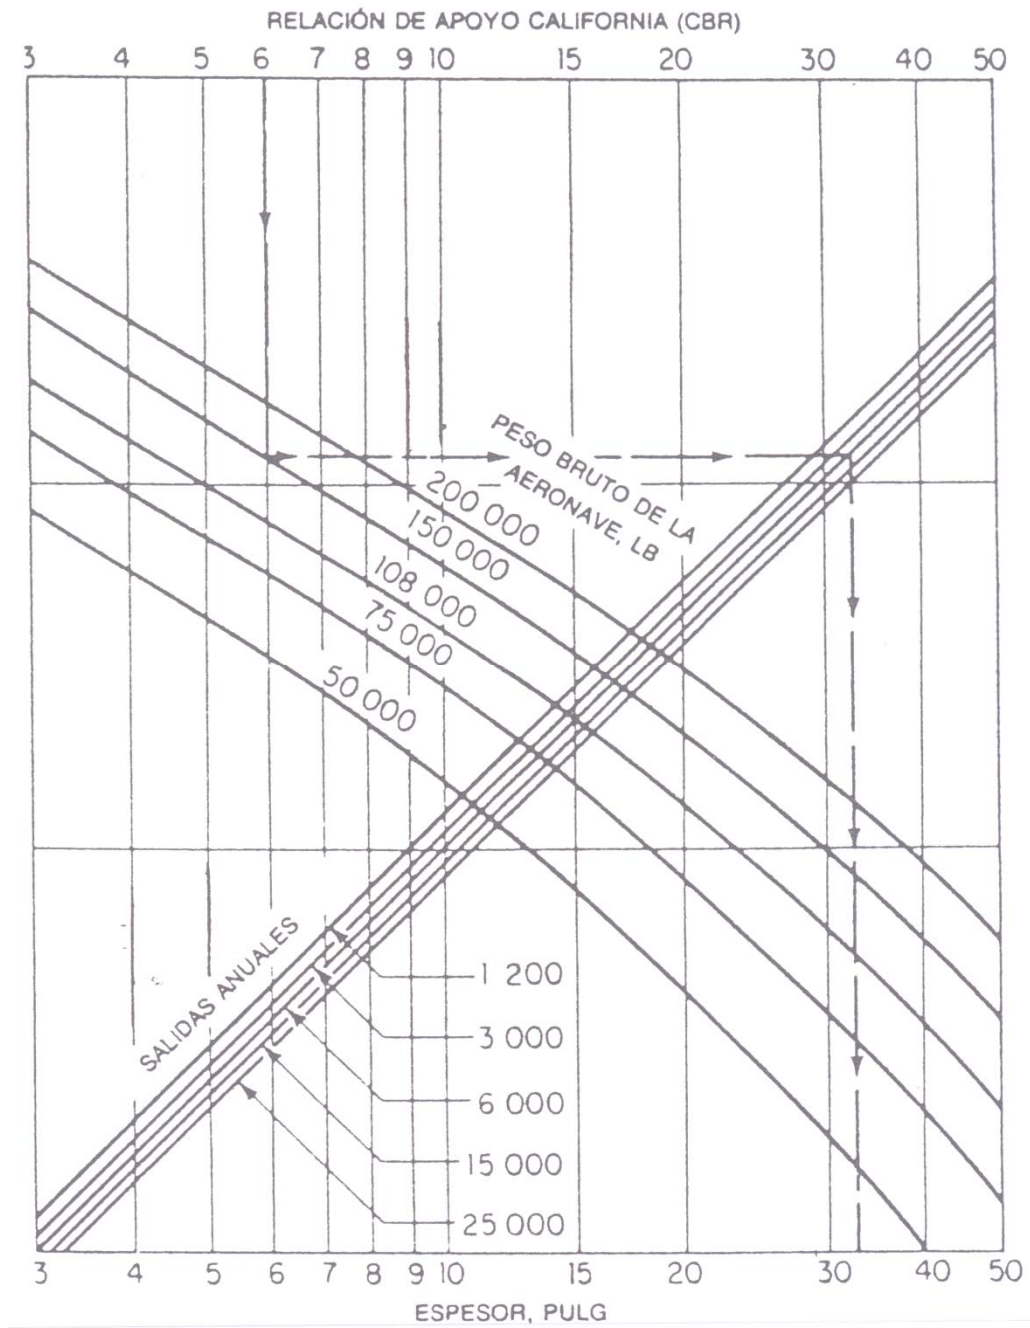 RELACIÓN DE APOYO CALIFORNIA (CBR)
3 4 5 6 7 8 9 10 15 20 30 40 50
PESO BRUTO DE LA
AERONAVE, LB
200 000
150 000
108 000
75 000
50 000
SALIDAS ANUALES
1 200
3 000
6 000
15 000
25 000
3 4 5 6 7 8 9 10 15 20 30 40 50
ESPESOR, PULG